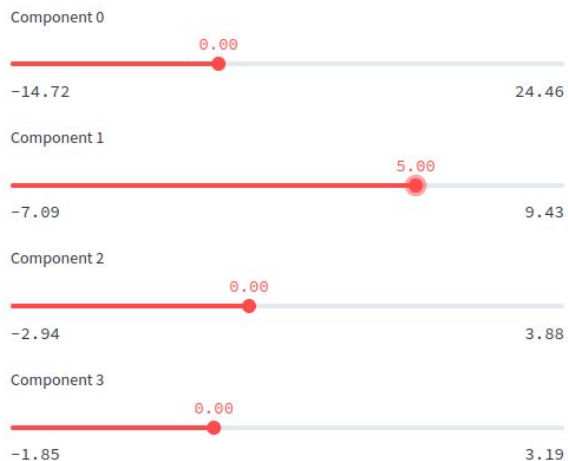 Component 0
0.00
-14.72 24.46
Component 1
5.00
-7.09 9.43
Component 2
0.00
-2.94 3.88
Component 3
0.00
-1.85 3.19